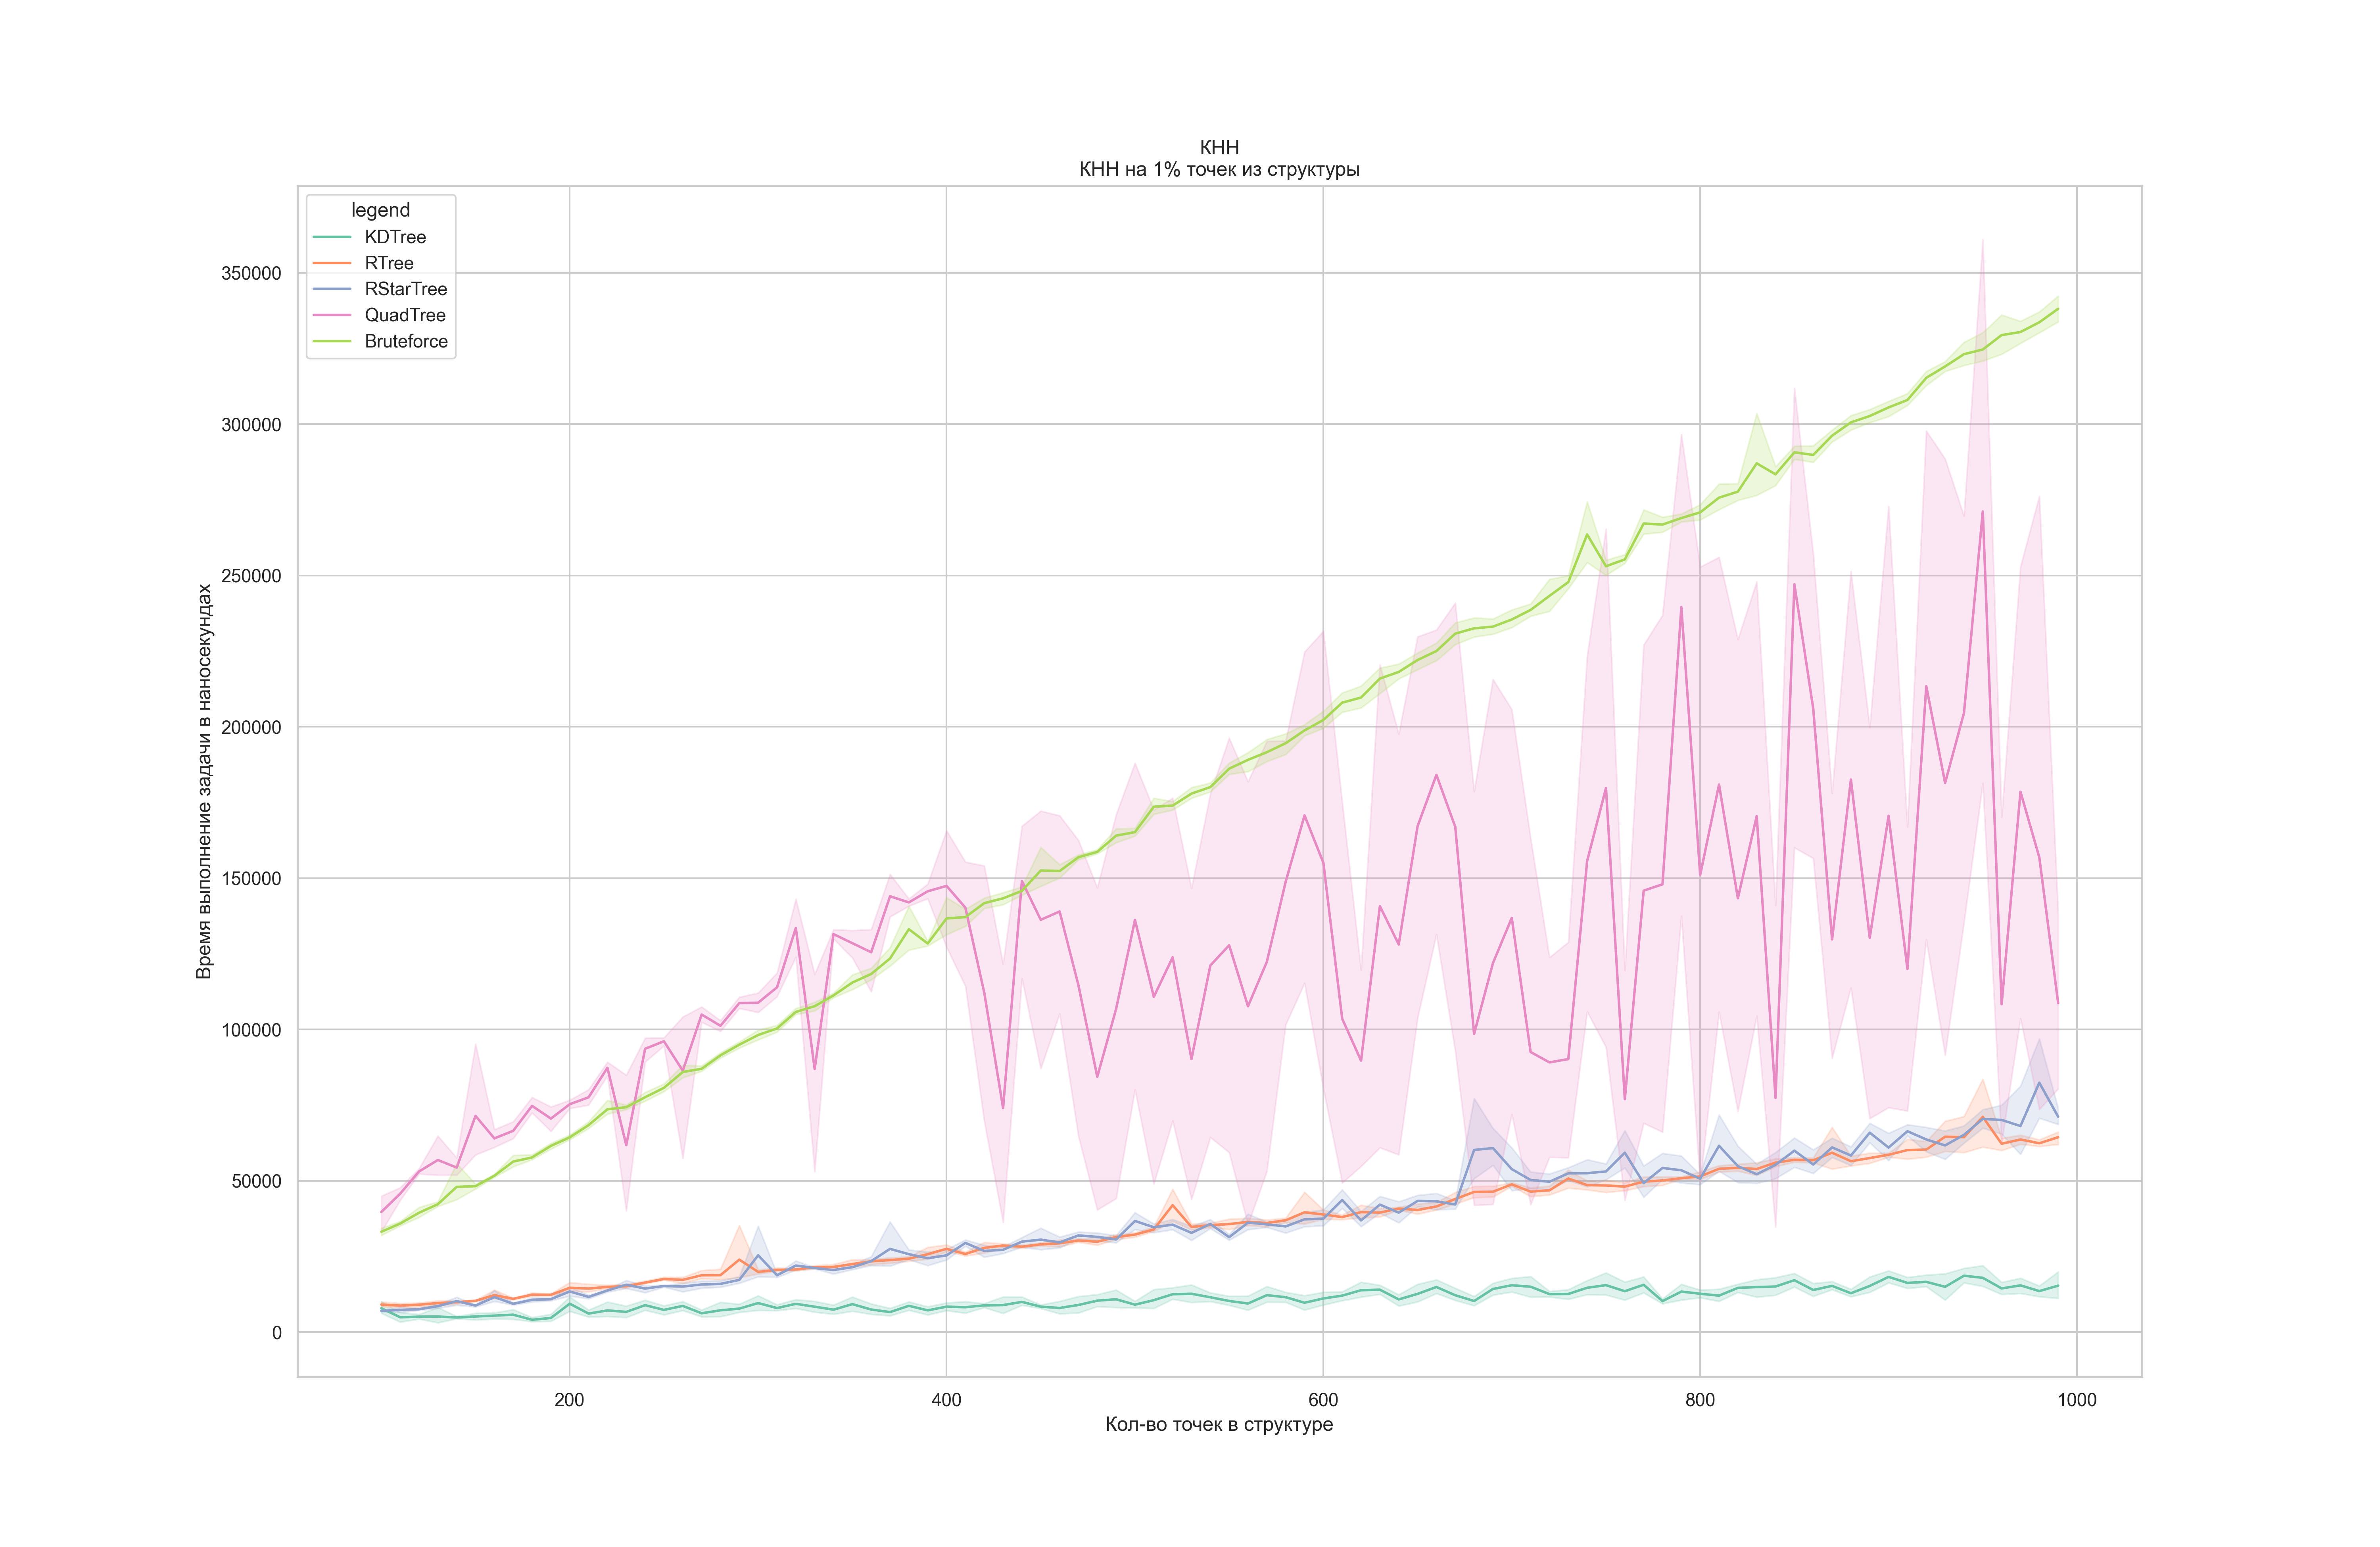 КНН
КНН на 1% точек из структуры
legend
KDTree
RTree
RStarTree
QuadTree
Bruteforce
Время выполнение задачи в наносекундах
350000
300000
250000
200000
150000
100000
50000
0
200
400
600
800
1000
Кол-во точек в структуре